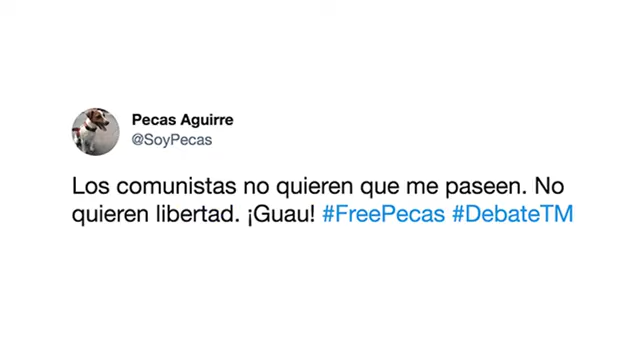 Pecas Aguirre
@SoyPecas
Los comunistas no quieren que me paseen. No
quieren libertad. ¡Guau! #FreePecas #DebateTM